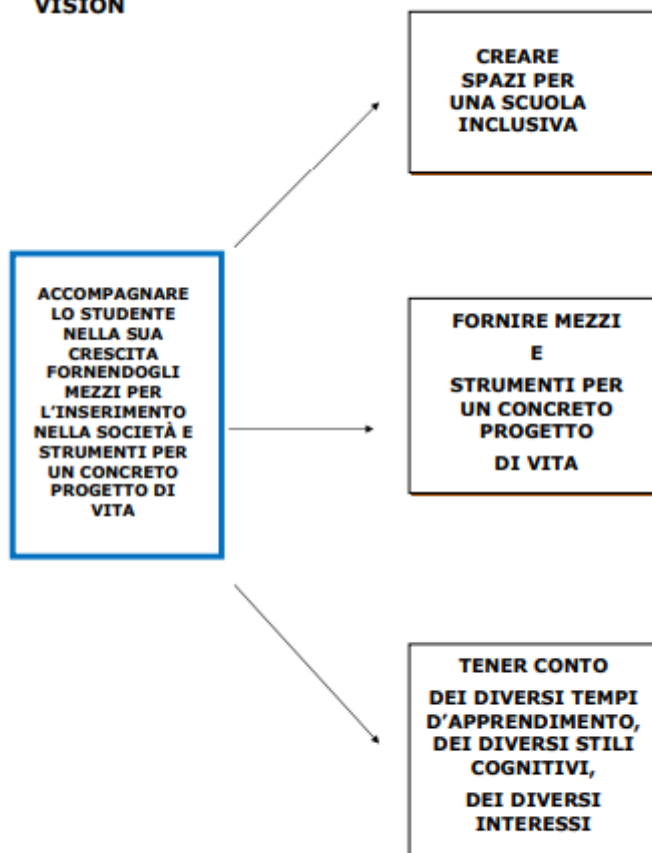 VISION
CREARE
SPAZI PER
UNA SCUOLA
INCLUSIVA
ACCOMPAGNARE
LO STUDENTE
NELLA SUA
CRESCITA
FORNENDOGLI
MEZZI PER
L'INSERIMENTO
NELLA SOCIETÀ E
STRUMENTI PER
UN CONCRETO
PROGETTO DI
VITA
FORNIRE MEZZI
E
STRUMENTI PER
UN CONCRETO
PROGETTO
DI VITA
TENER CONTO
DEI DIVERSI TEMPI
D'APPRENDIMENTO,
DEI DIVERSI STILI
COGNITIVI,
DEI DIVERSI
INTERESSI